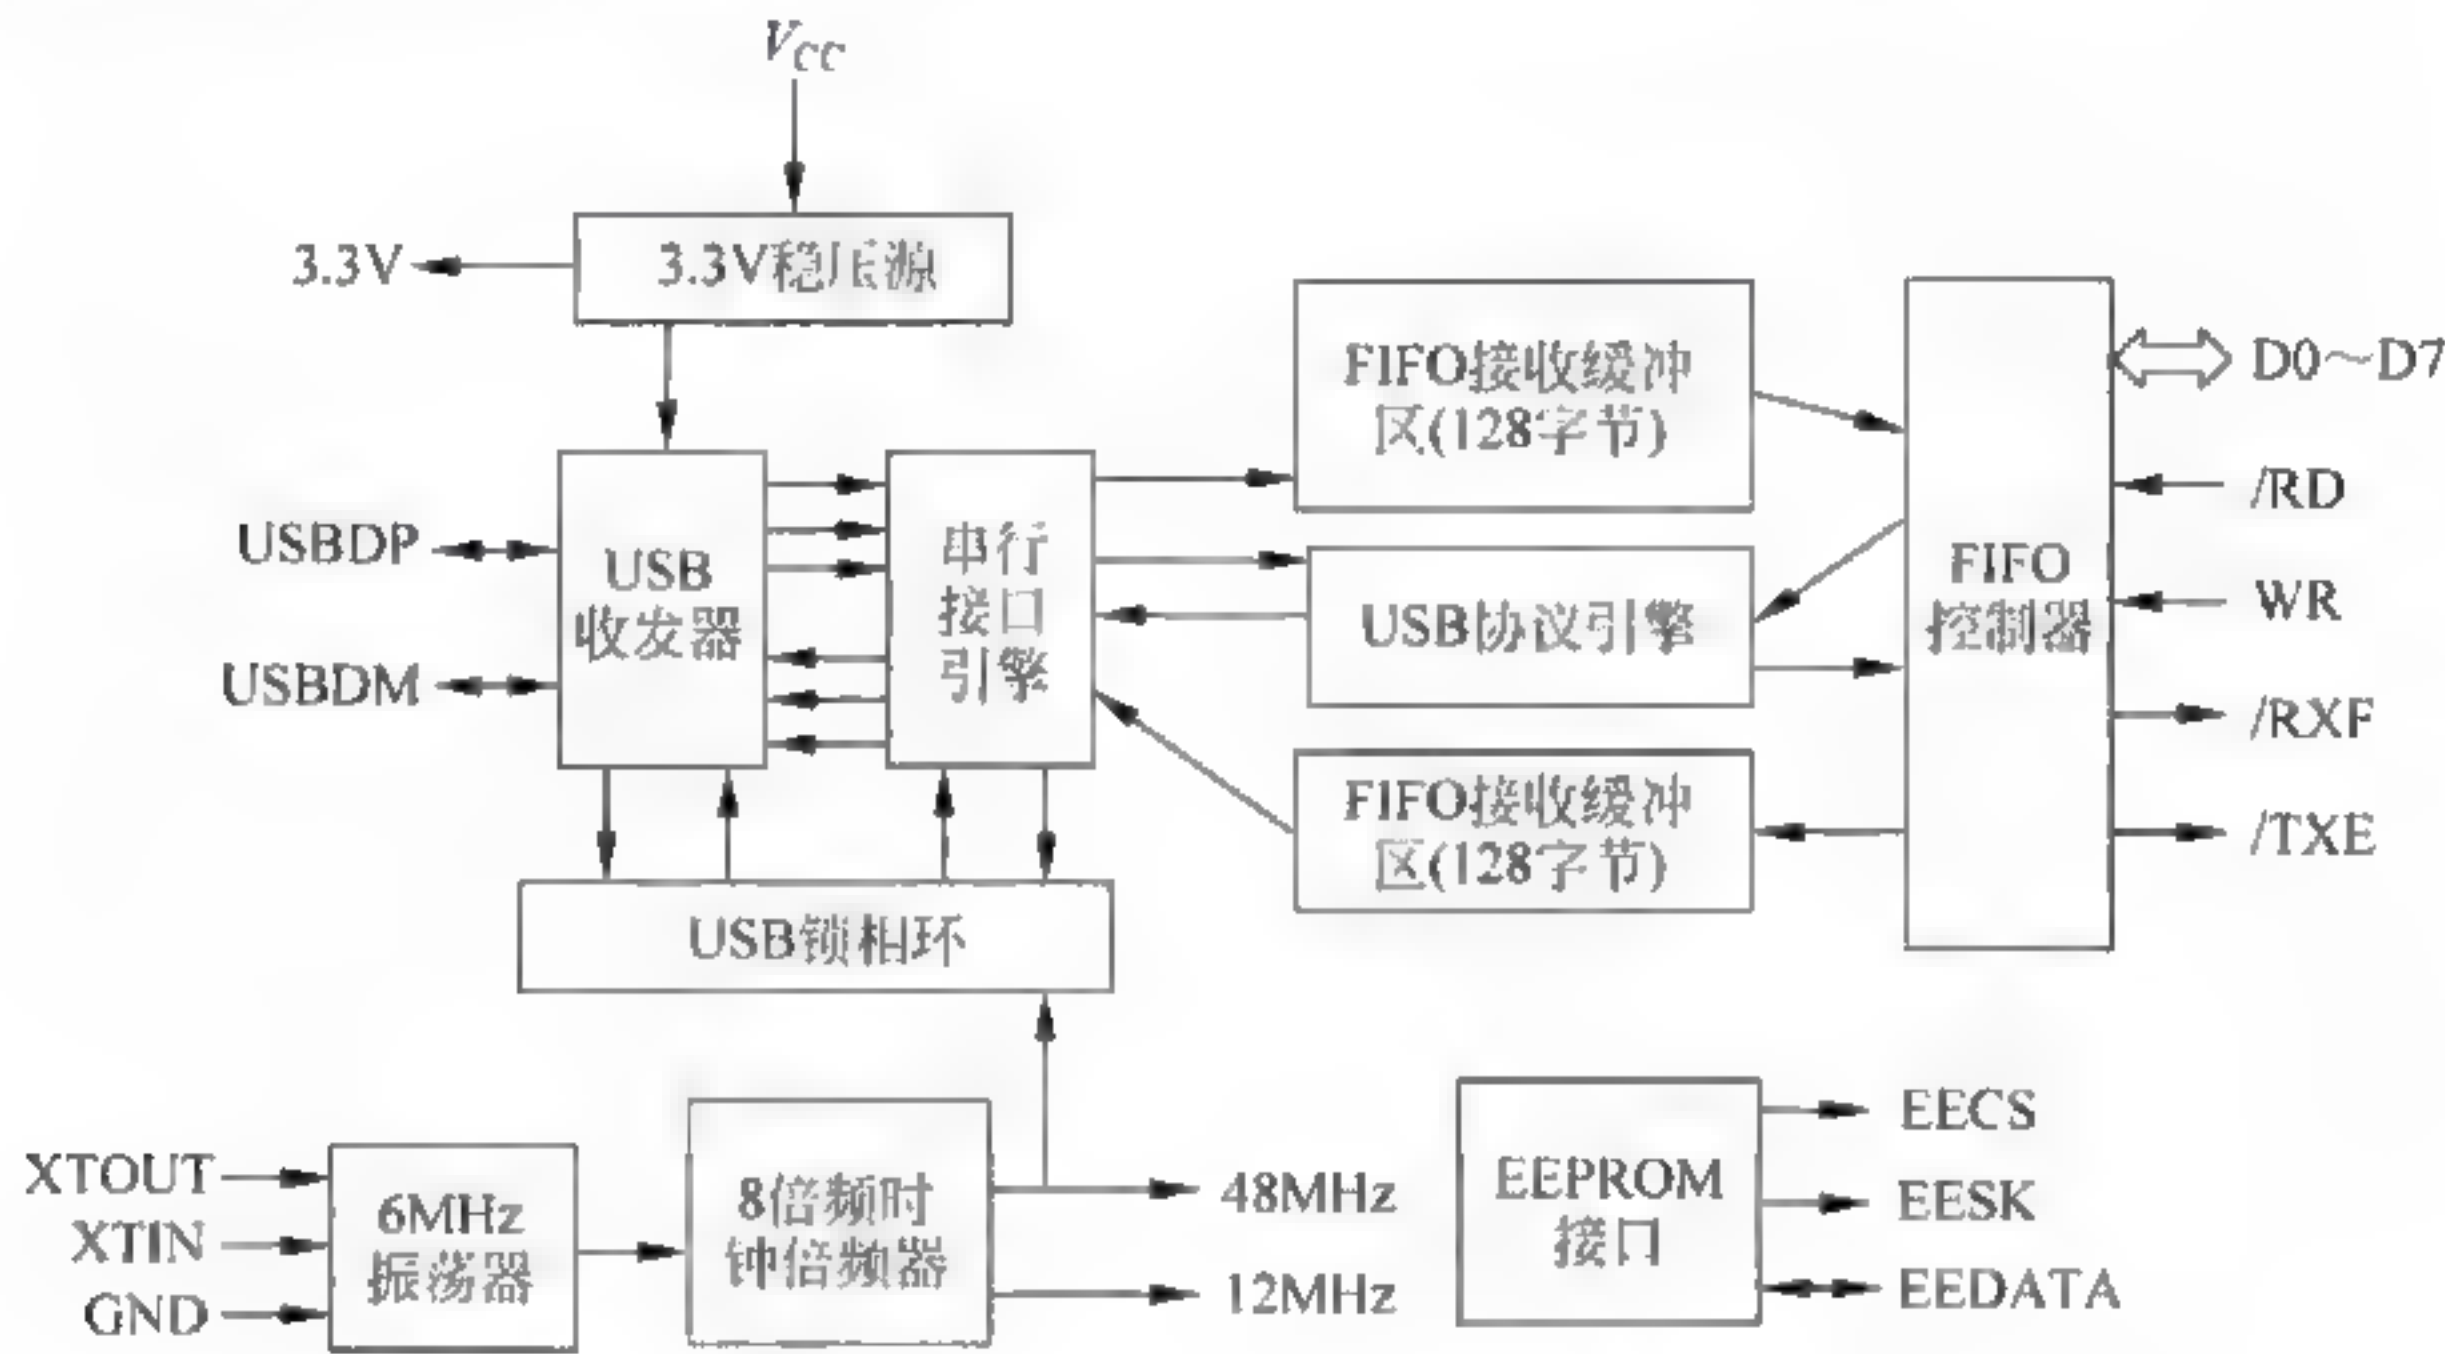 VCC
3.3V
3.3V稳压源
FIFO接收缓冲
区(128字节)
D0～D7
/RD
USBDP
USB
收发器
串行
接口
引擎
USB协议引擎
FIFO
控制器
WR
USBDM
/RXF
FIFO接收缓冲
区(128字节)
/TXE
USB锁相环
XTOUT
XTIN
GND
6MHz
振荡器
8倍频时
钟倍频器
48MHz
12MHz
EEPROM
接口
EECS
EESK
EEDATA